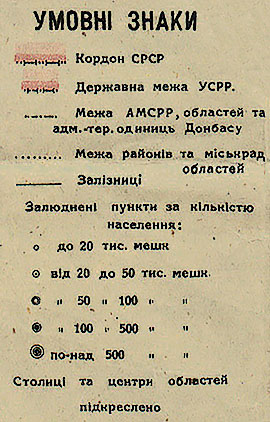 УМОВНІ ЗНАКИ
Кордон СРСР
Державна межа УСРР.
Межа АМСРР, областей та
адм.-тер. одиниць Донбасу
Межа районів та міськрад
областей
Залізниці
Залюднені пункти за кількістю
населення:
до 20 тис. мешк
від 20 до 50 тис. мешк.
„ 50 „ 100 „ „
„ 100 „ 500 „ „
по-над 500 „ „
Столиці та центри областей
підкреслено